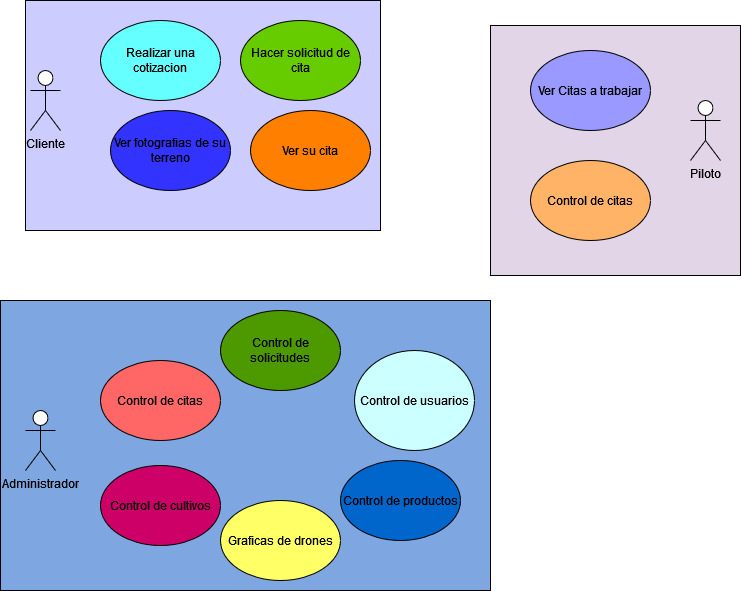 Realizar una
cotizacion
Hacer solicitud de
cita
Cliente
Ver fotografias de su
terreno
Ver su cita
Ver Citas a trabajar
Piloto
Control de citas
Control de
solicitudes
Control de citas
Control de usuarios
Administrador
Control de cultivos
Control de productos
Graficas de drones